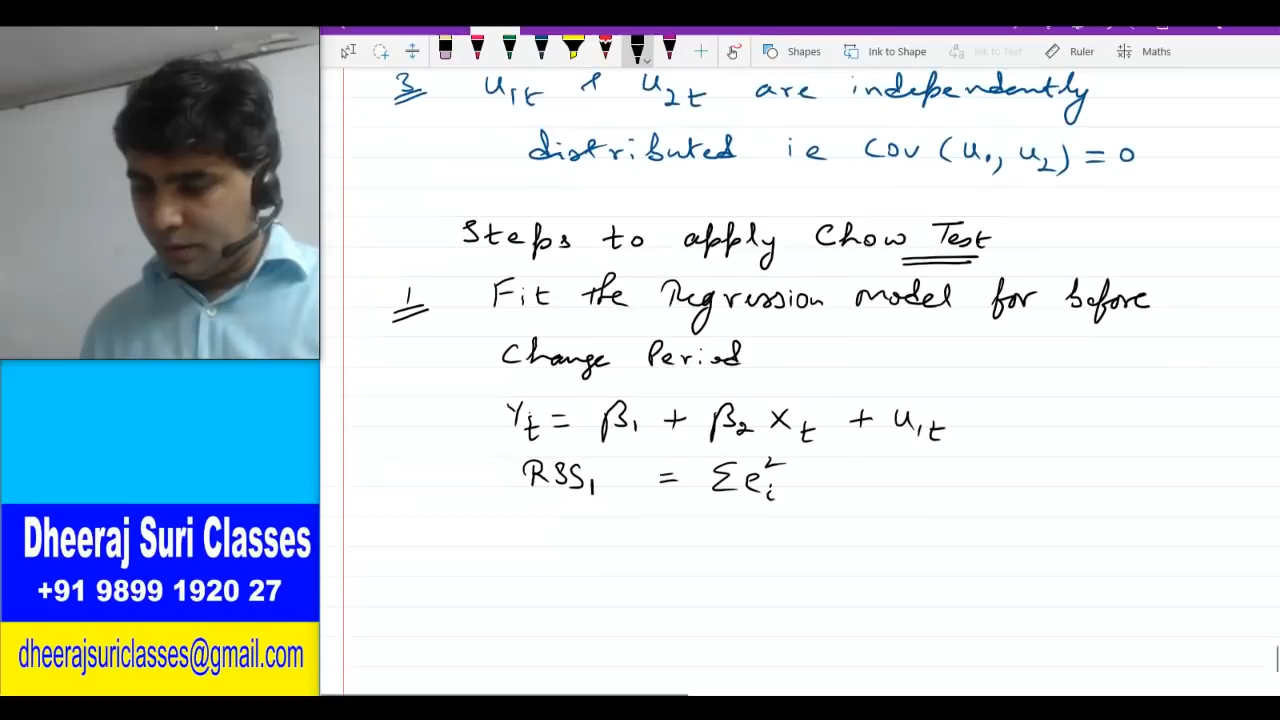 Shapes
Ink to Shape
Ink to Text
Ruler
Maths
3 u1t & u2t are independently
distributed ie Cov (u1, u2) = 0
Steps to apply Chow Test
1 Fit the Regression model for before
Change Period
Yt = β1 + β2 Xt + u1t
RSS1 = Σei²
Dheeraj Suri Classes
+91 9899 1920 27
dheerajsuriclasses@gmail.com